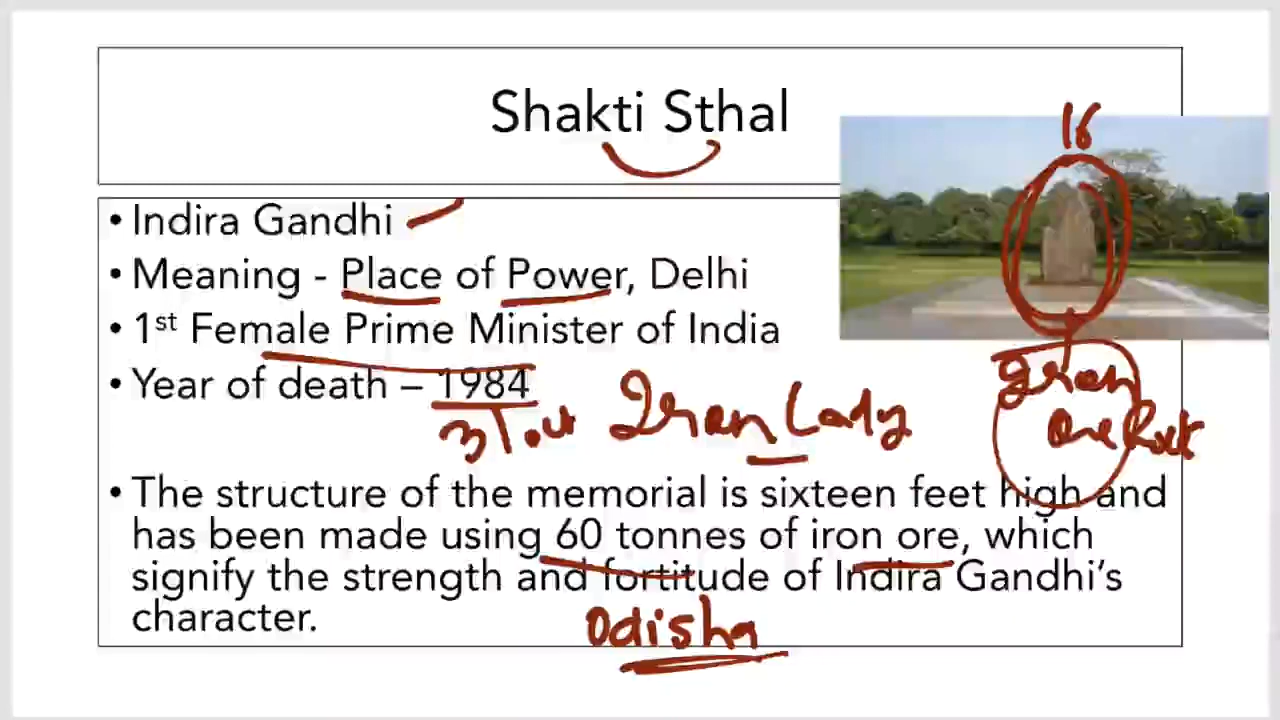 Shakti Sthal
16
• Indira Gandhi
• Meaning - Place of Power, Delhi
• 1st Female Prime Minister of India
• Year of death – 1984
31 Oct Iron Lady
Iron
Ore Rock
• The structure of the memorial is sixteen feet high and
has been made using 60 tonnes of iron ore, which
signify the strength and fortitude of Indira Gandhi's
character.
Odisha